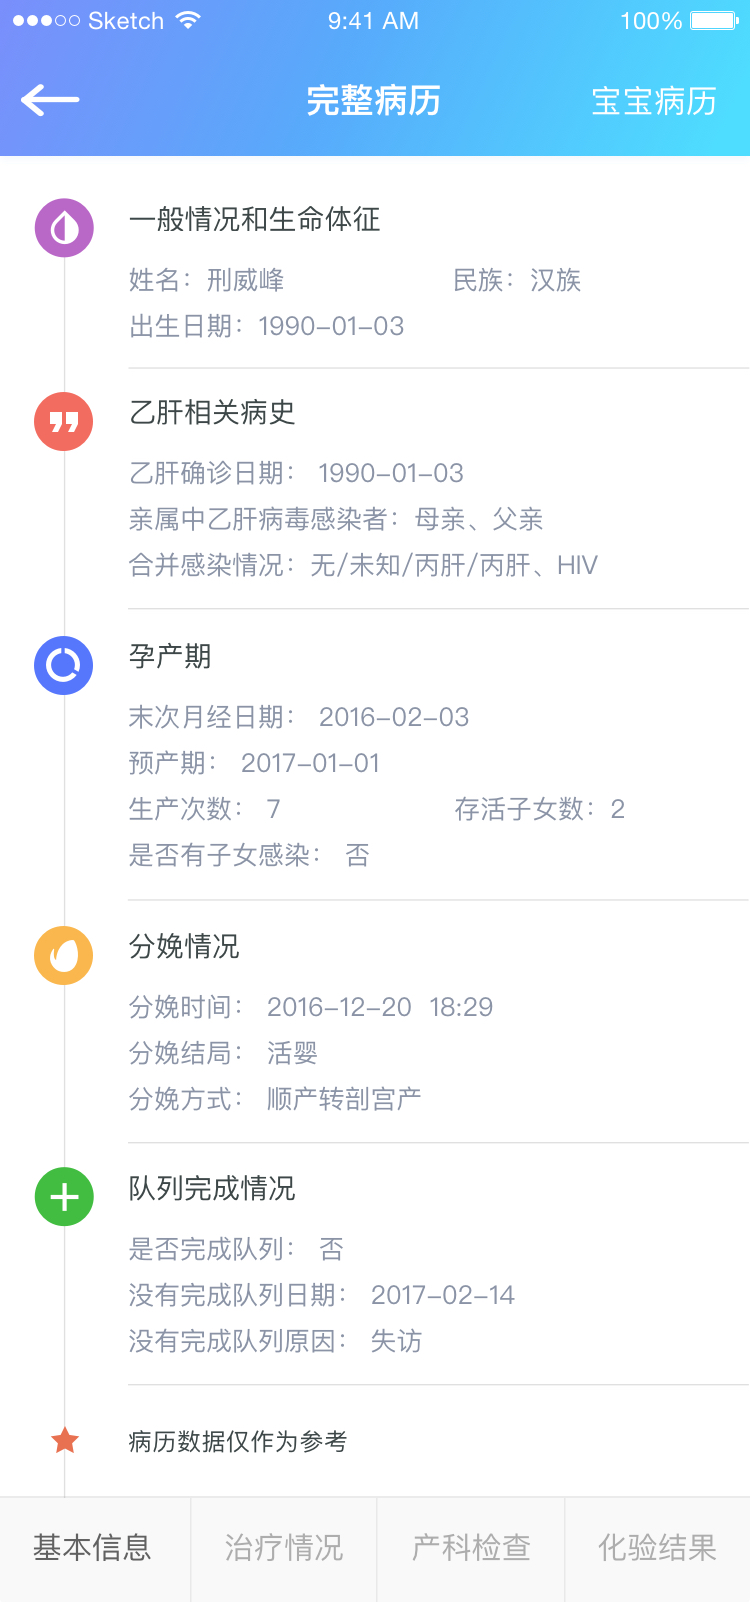 Sketch 9:41 AM 100%
完整病历 宝宝病历
一般情况和生命体征
姓名：刑威峰 民族：汉族
出生日期：1990-01-03
乙肝相关病史
乙肝确诊日期： 1990-01-03
亲属中乙肝病毒感染者：母亲、父亲
合并感染情况：无/未知/丙肝/丙肝、HIV
孕产期
末次月经日期： 2016-02-03
预产期： 2017-01-01
生产次数： 7 存活子女数：2
是否有子女感染： 否
分娩情况
分娩时间： 2016-12-20 18:29
分娩结局： 活婴
分娩方式： 顺产转剖宫产
队列完成情况
是否完成队列： 否
没有完成队列日期： 2017-02-14
没有完成队列原因： 失访
病历数据仅作为参考
基本信息 治疗情况 产科检查 化验结果